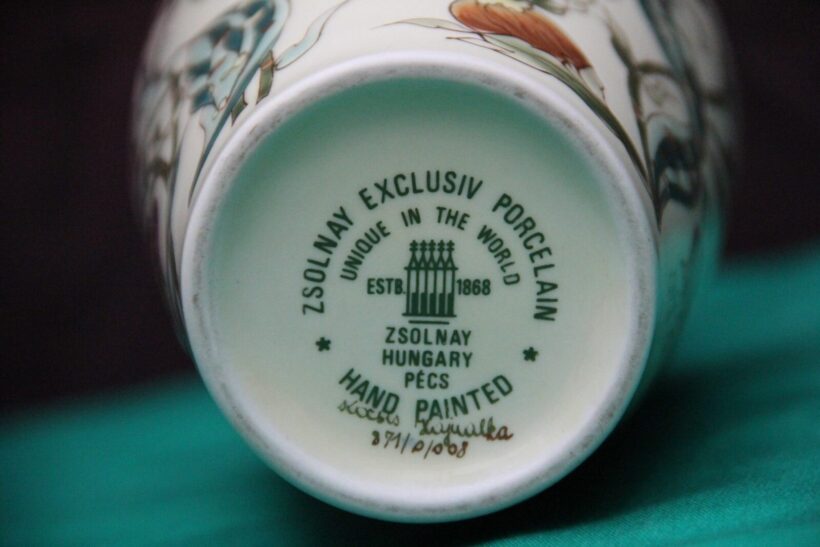 ZSOLNAY EXCLUSIV PORCELAIN
UNIQUE IN THE WORLD
ESTB. 1868
ZSOLNAY
HUNGARY
PÉCS
HAND PAINTED